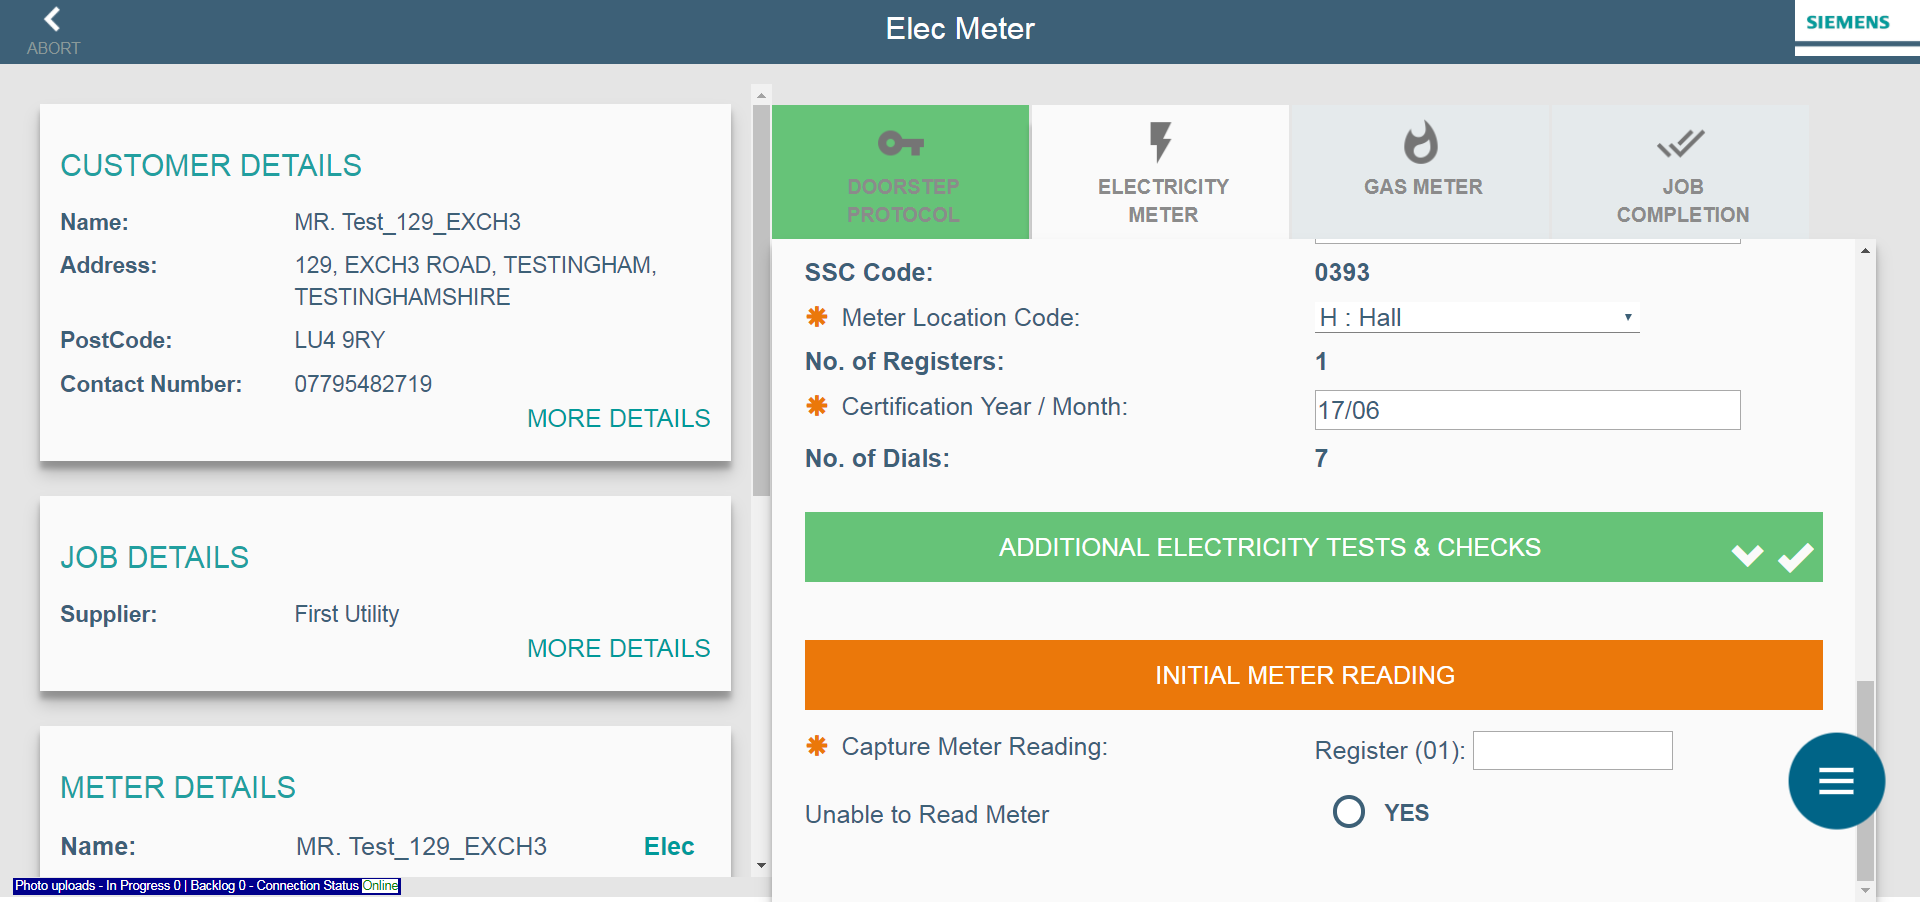 ABORT
Elec Meter
SIEMENS
CUSTOMER DETAILS
Name: MR. Test_129_EXCH3
Address: 129, EXCH3 ROAD, TESTINGHAM,
TESTINGHAMSHIRE
PostCode: LU4 9RY
Contact Number: 07795482719
MORE DETAILS
JOB DETAILS
Supplier: First Utility
MORE DETAILS
METER DETAILS
Name: MR. Test_129_EXCH3 Elec
Photo uploads - In Progress 0 | Backlog 0 - Connection Status Online
DOORSTEP
PROTOCOL
ELECTRICITY
METER
GAS METER
JOB
COMPLETION
SSC Code: 0393
✱ Meter Location Code: H : Hall
No. of Registers: 1
✱ Certification Year / Month: 17/06
No. of Dials: 7
ADDITIONAL ELECTRICITY TESTS & CHECKS
INITIAL METER READING
✱ Capture Meter Reading: Register (01):
Unable to Read Meter YES